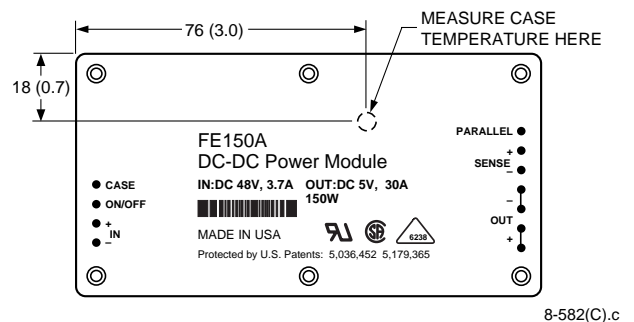 76 (3.0)
MEASURE CASE
TEMPERATURE HERE
18 (0.7)
FE150A
DC-DC Power Module
IN:DC 48V, 3.7A OUT:DC 5V, 30A
150W
MADE IN USA
6238
Protected by U.S. Patents: 5,036,452 5,179,365
CASE
ON/OFF
+
IN
–
PARALLEL
+
SENSE
–
–
OUT
+
8-582(C).c